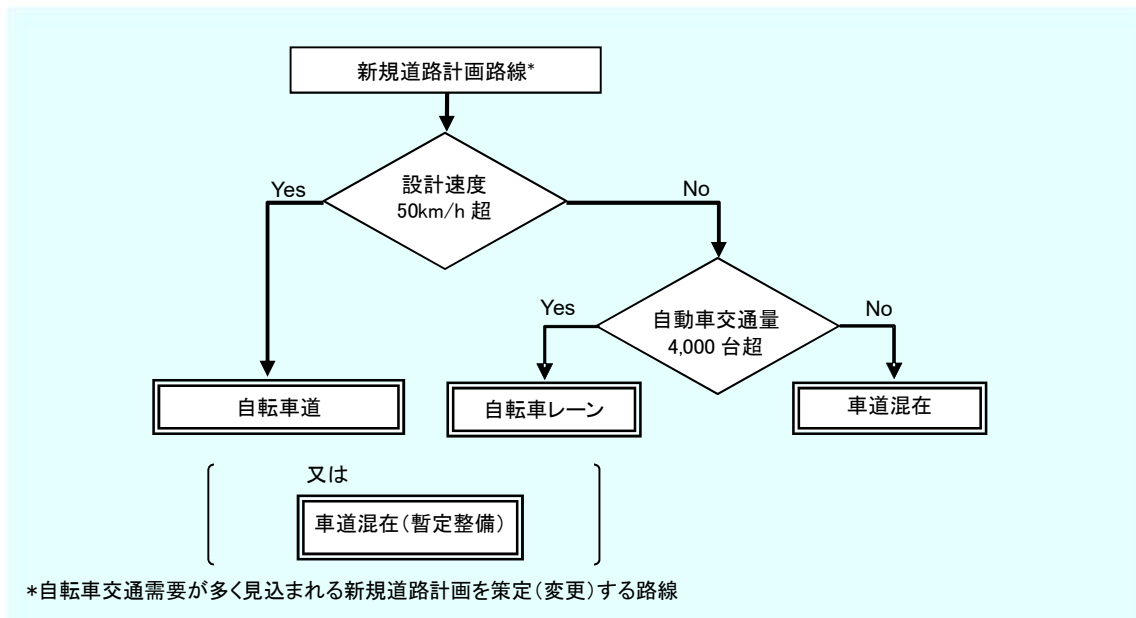 新規道路計画路線*
設計速度
50km/h 超
Yes
No
自動車交通量
4,000 台超
Yes
No
自転車道
自転車レーン
車道混在
又は
車道混在(暫定整備)
*自転車交通需要が多く見込まれる新規道路計画を策定(変更)する路線